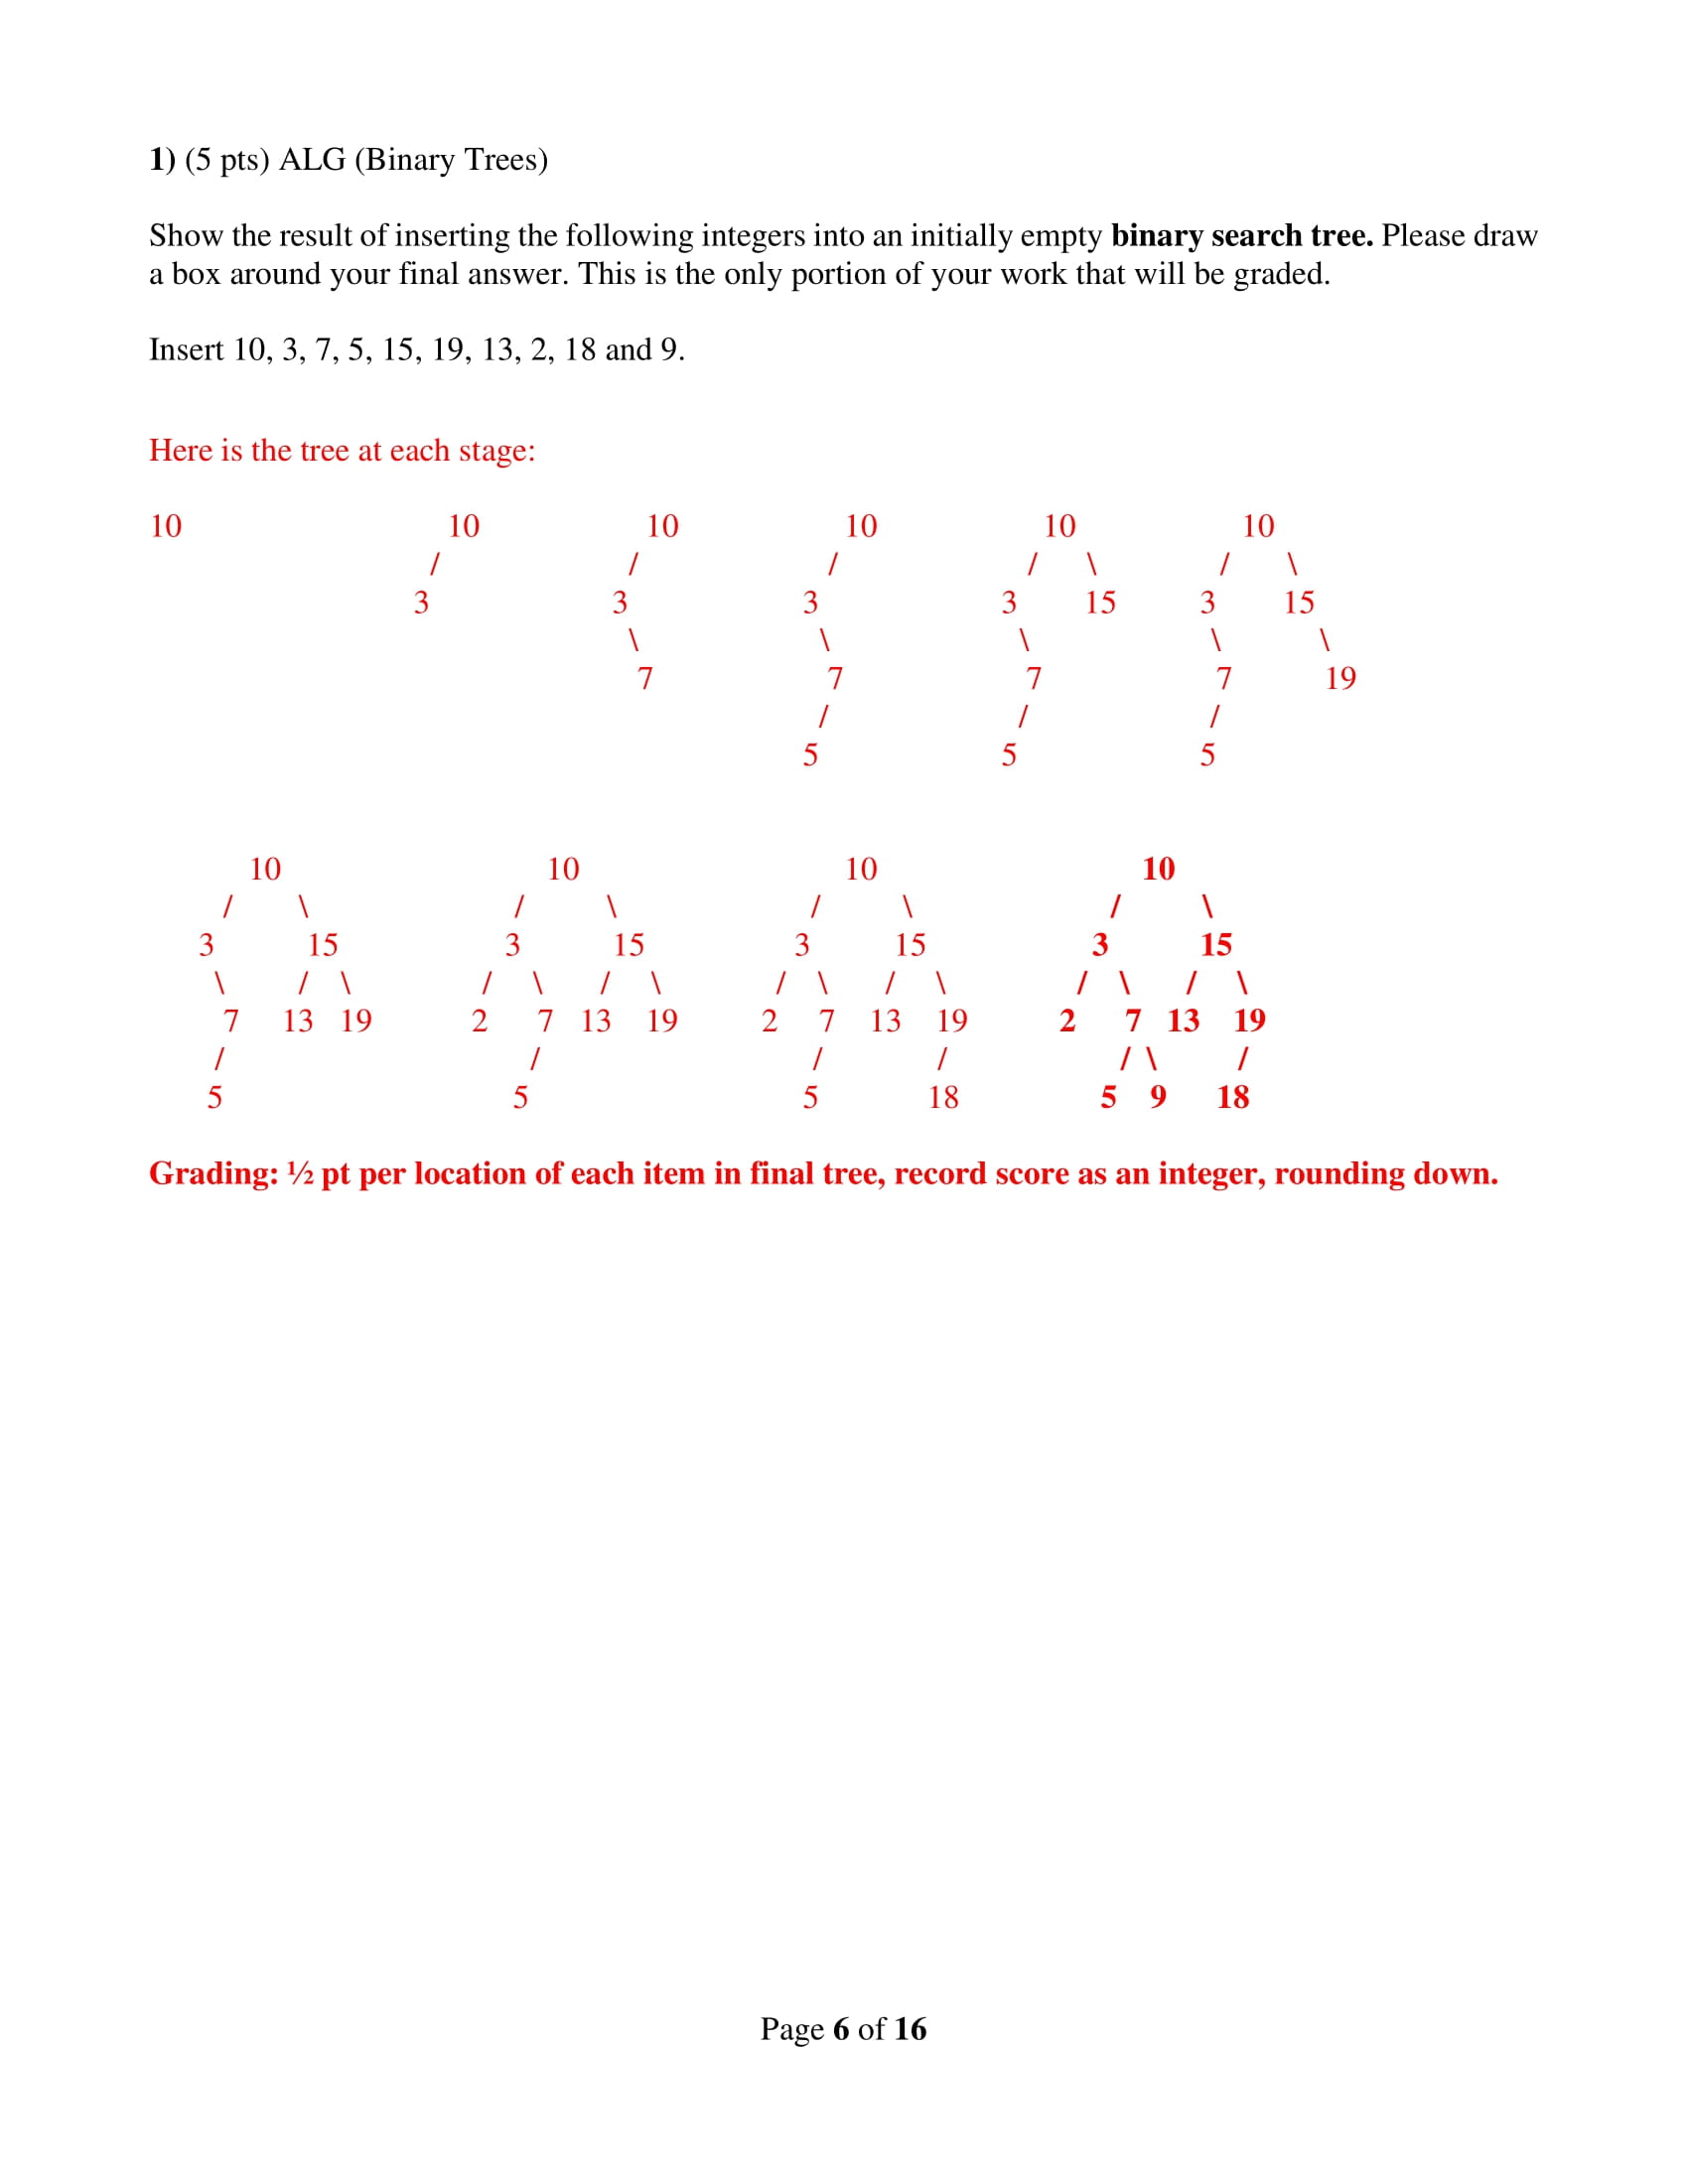 1) (5 pts) ALG (Binary Trees)
Show the result of inserting the following integers into an initially empty binary search tree. Please draw
a box around your final answer. This is the only portion of your work that will be graded.
Insert 10, 3, 7, 5, 15, 19, 13, 2, 18 and 9.
Here is the tree at each stage:
10 10 10 10 10 10
/ / / / \ / \
3 3 3 3 15 3 15
\ \ \ \ \
7 7 7 7 19
/ / /
5 5 5
10 10 10 10
/ \ / \ / \ / \
3 15 3 15 3 15 3 15
\ / \ / \ / \ / \ / \ / \ / \
7 13 19 2 7 13 19 2 7 13 19 2 7 13 19
/ / / / / \ /
5 5 5 18 5 9 18
Grading: ½ pt per location of each item in final tree, record score as an integer, rounding down.
Page 6 of 16